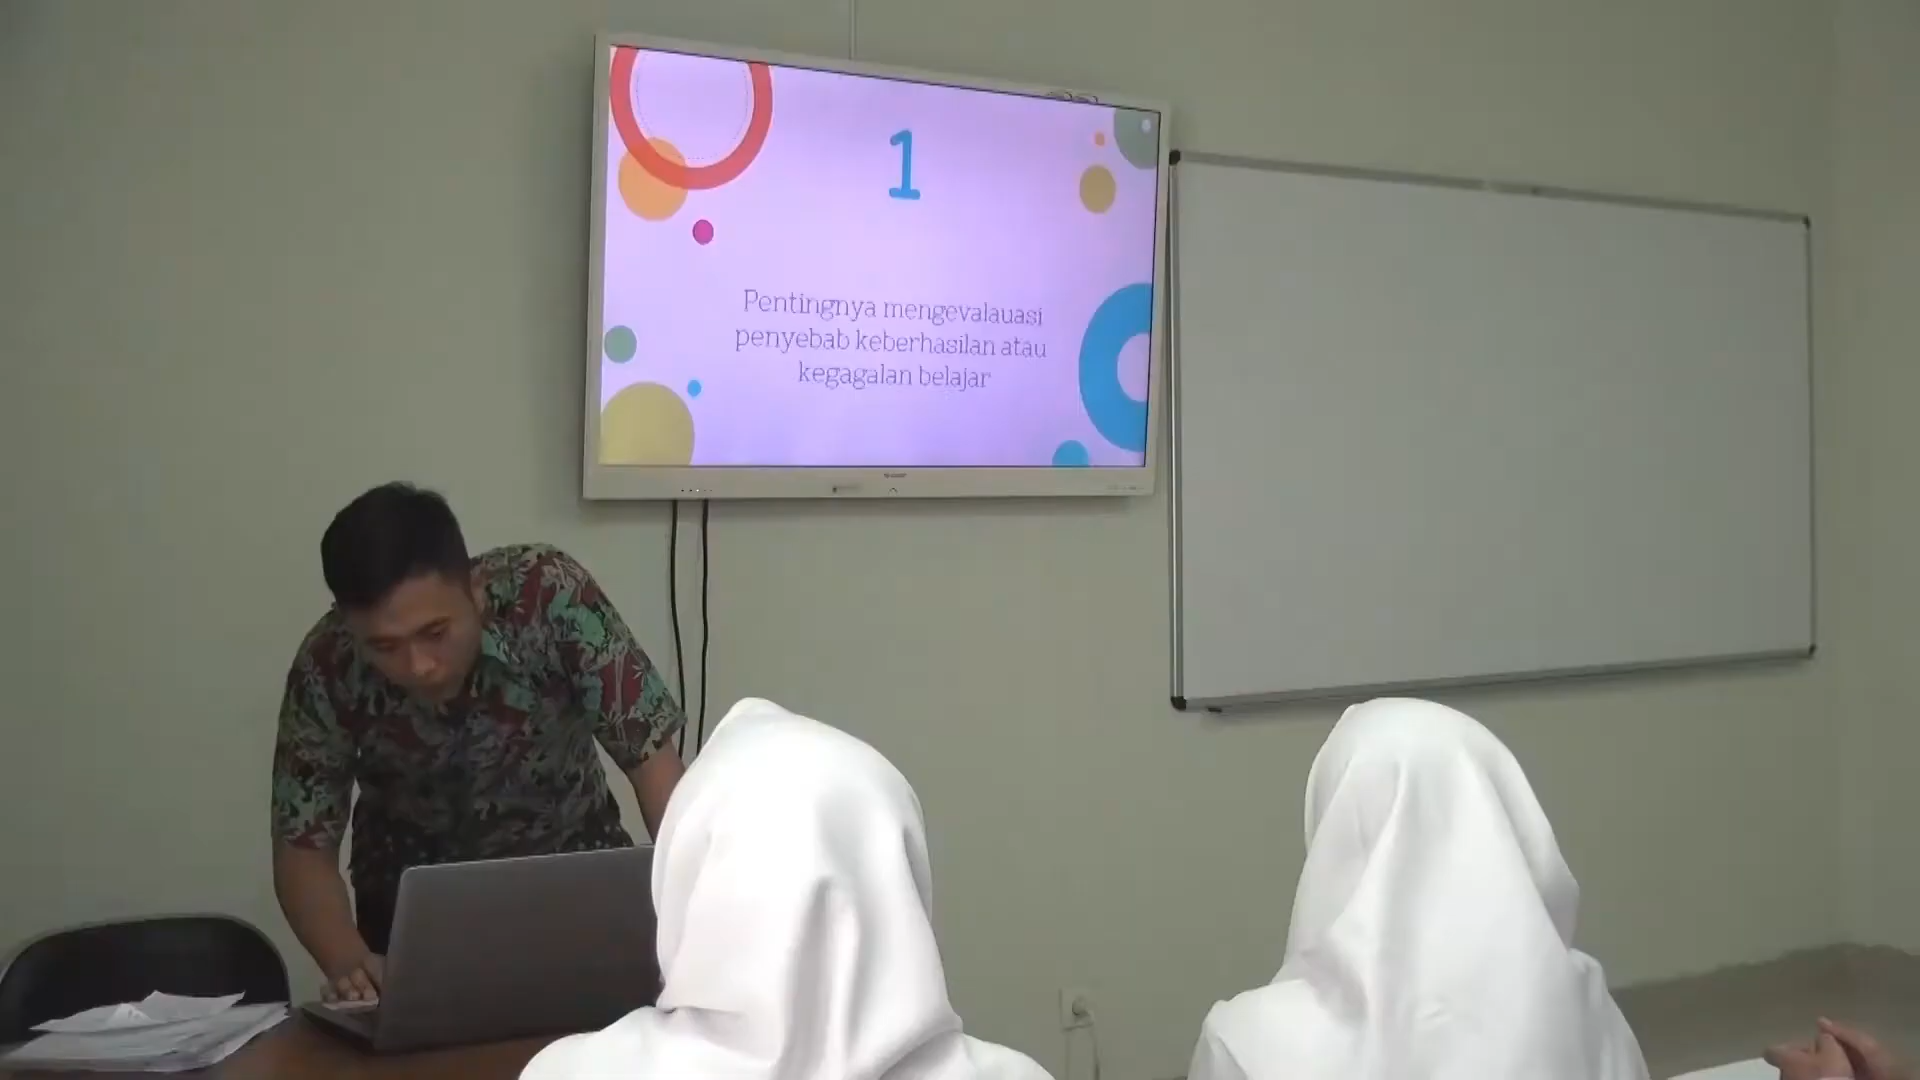 1
Pentingnya mengevalauasi
penyebab keberhasilan atau
kegagalan belajar